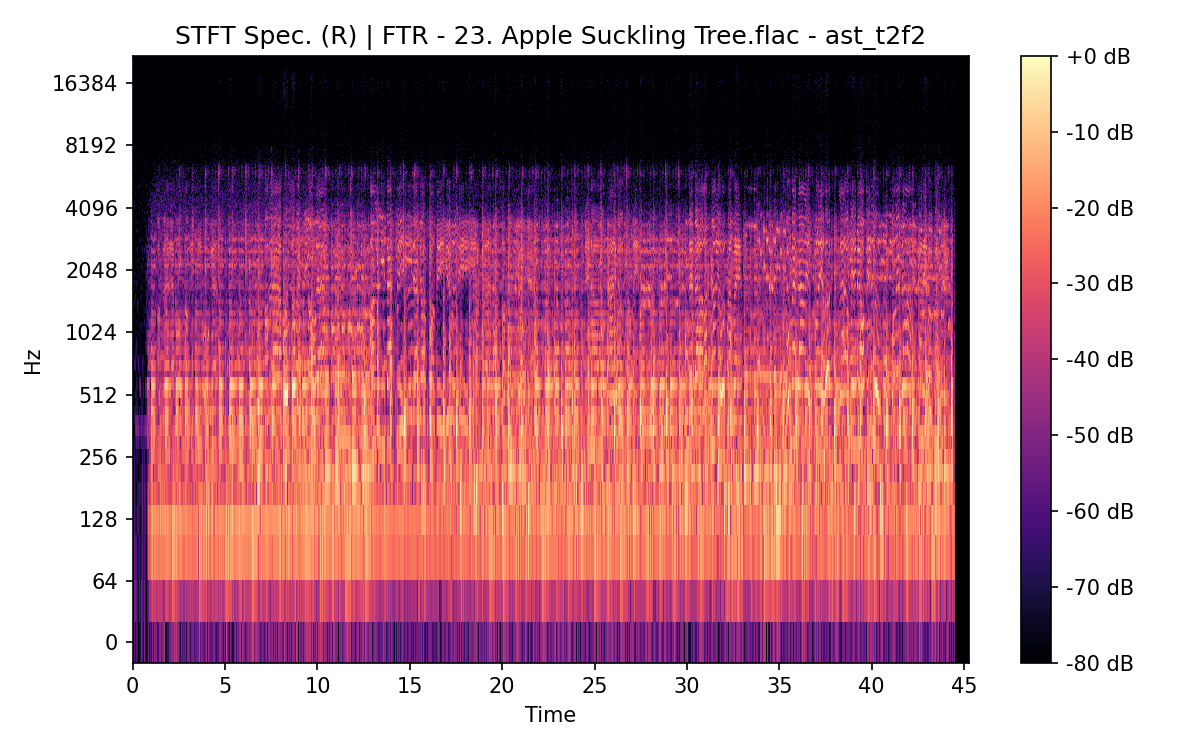 STFT Spec. (R) | FTR - 23. Apple Suckling Tree.flac - ast_t2f2
16384
8192
4096
2048
1024
512
256
128
64
0
Hz
0 5 10 15 20 25 30 35 40 45
Time
+0 dB
-10 dB
-20 dB
-30 dB
-40 dB
-50 dB
-60 dB
-70 dB
-80 dB